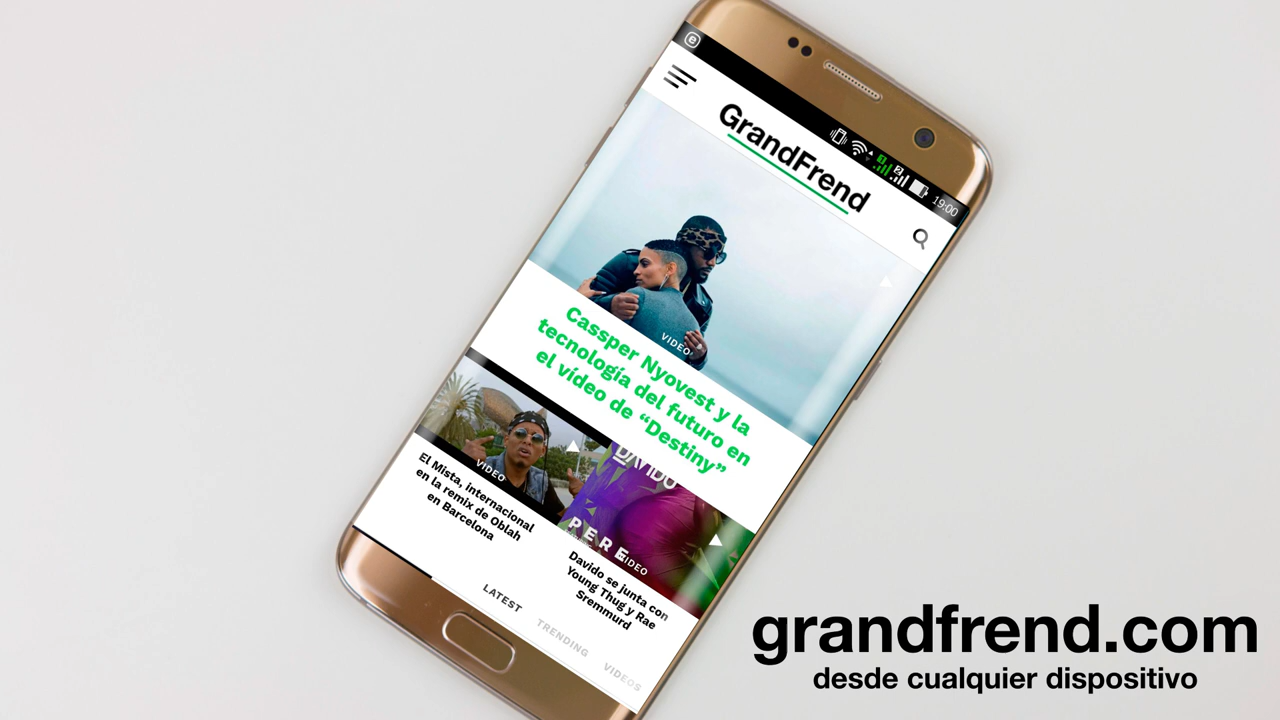 19:00
GrandFrend
VIDEO
Cassper Nyovest y la
tecnología del futuro en
el vídeo de “Destiny”
VIDEO
El Mista, internacional
en la remix de Oblah
en Barcelona
DAVIDO
RERE
VIDEO
Davido se junta con
Young Thug y Rae
Sremmurd
LATEST
TRENDING
VIDEOS
grandfrend.com
desde cualquier dispositivo